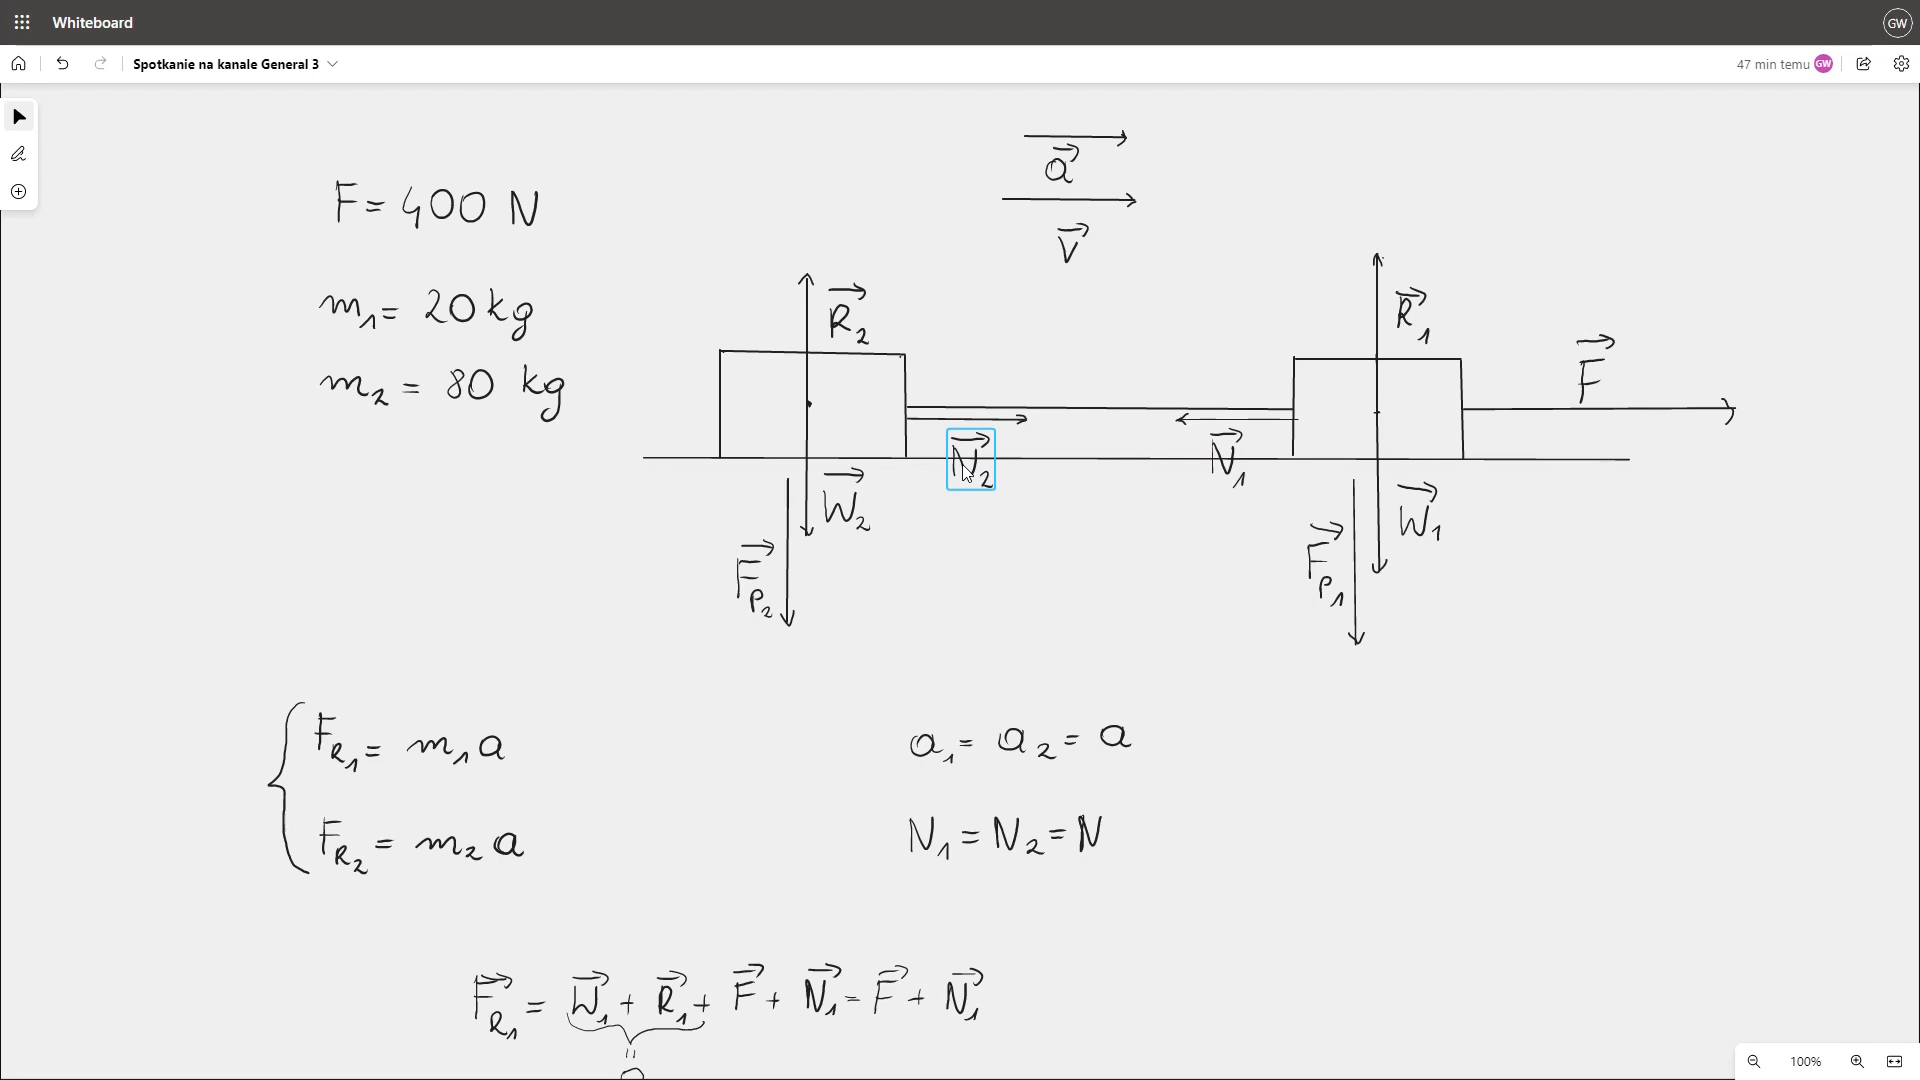 Whiteboard
GW
Spotkanie na kanale General 3
47 min temu GW
F = 400 N
m₁ = 20 kg
m₂ = 80 kg
a⃗
v⃗
R⃗₂
R⃗₁
F⃗
N⃗₂
N⃗₁
W⃗₂
W⃗₁
F⃗p₂
F⃗p₁
F_R₁ = m₁a
F_R₂ = m₂a
a₁ = a₂ = a
N₁ = N₂ = N
F⃗_R₁ = W⃗₁ + R⃗₁ + F⃗ + N⃗₁ = F⃗ + N⃗₁
=
100%